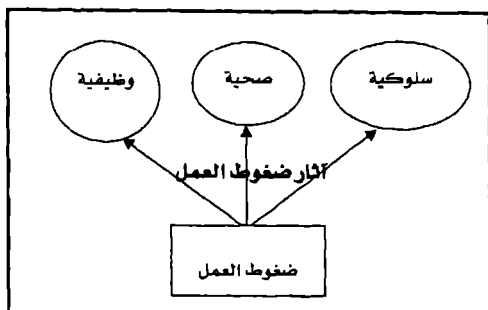 سلوكية
صحية
وظيفية
آثار ضغوط العمل
ضغوط العمل